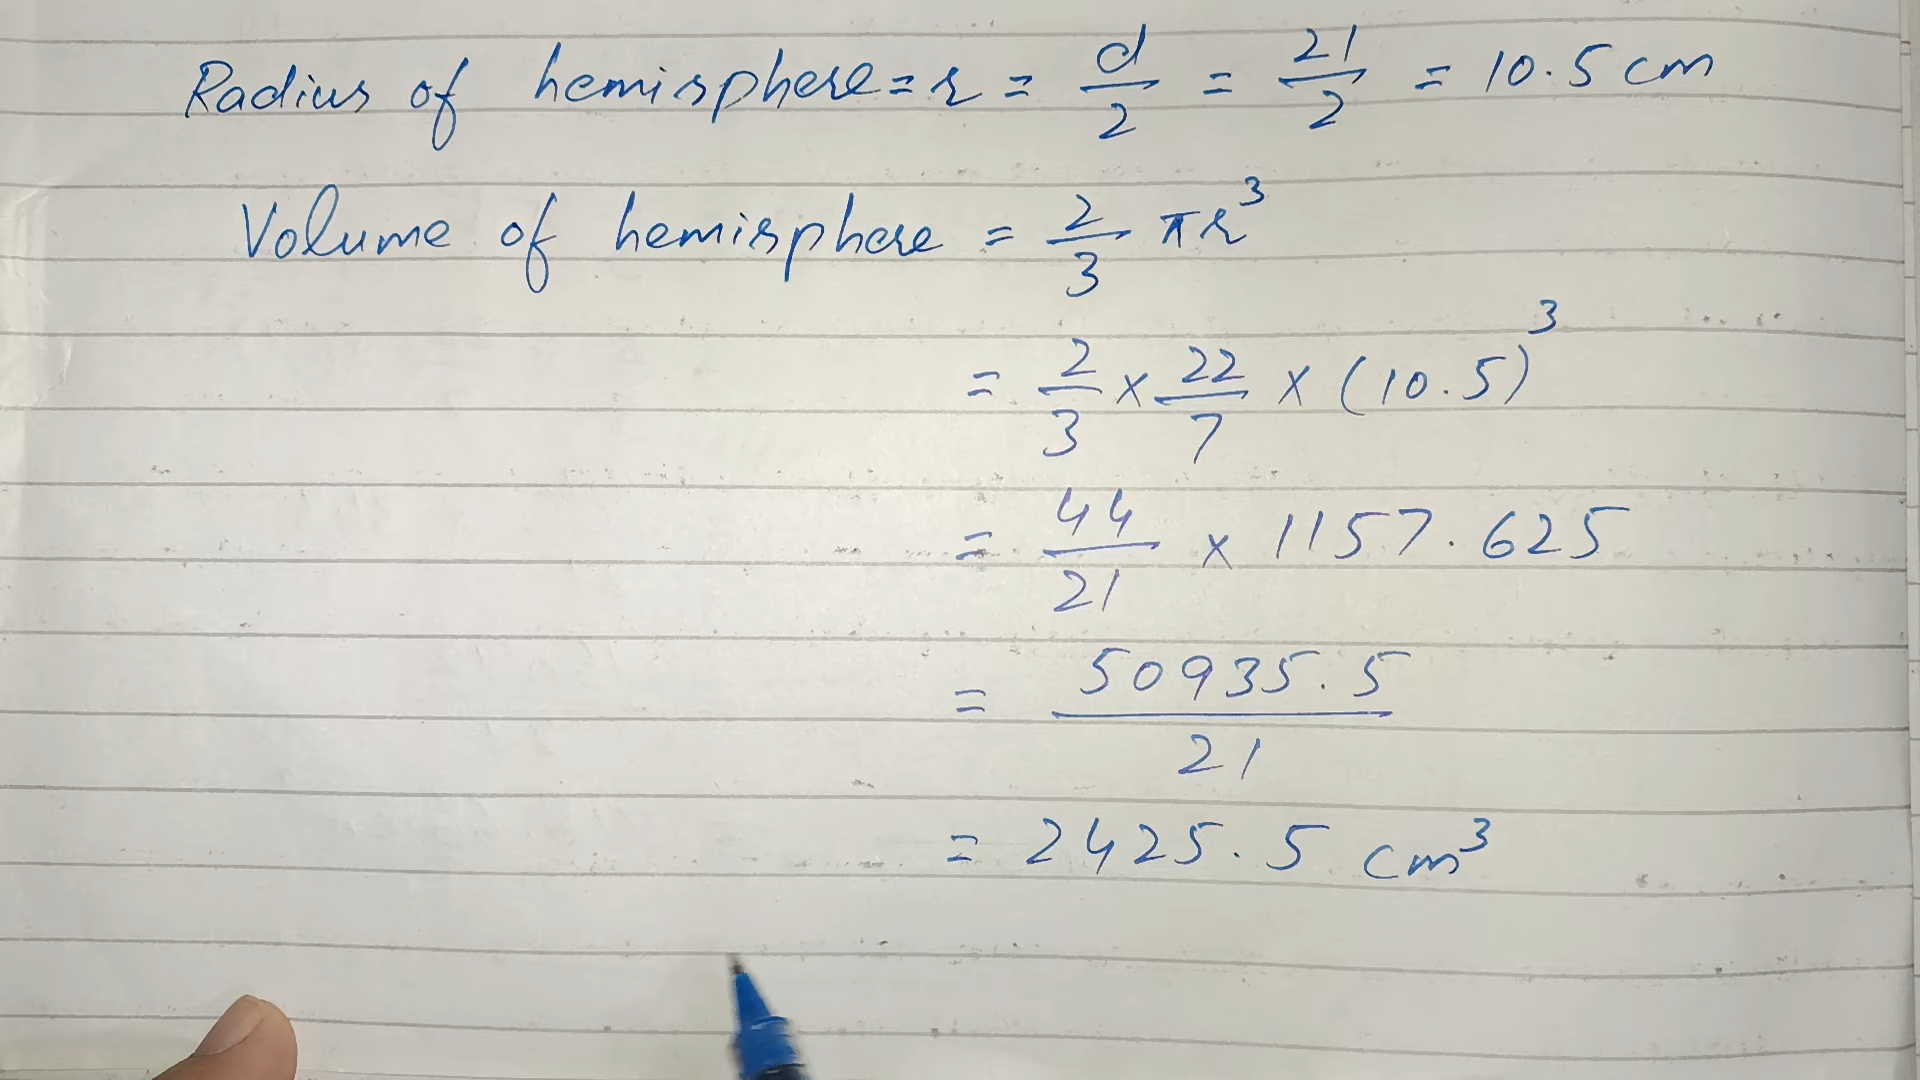 Radius of hemisphere = r = d/2 = 21/2 = 10.5 cm
Volume of hemisphere = 2/3 πr³
= 2/3 × 22/7 × (10.5)³
= 44/21 × 1157.625
= 50935.5/21
= 2425.5 cm³